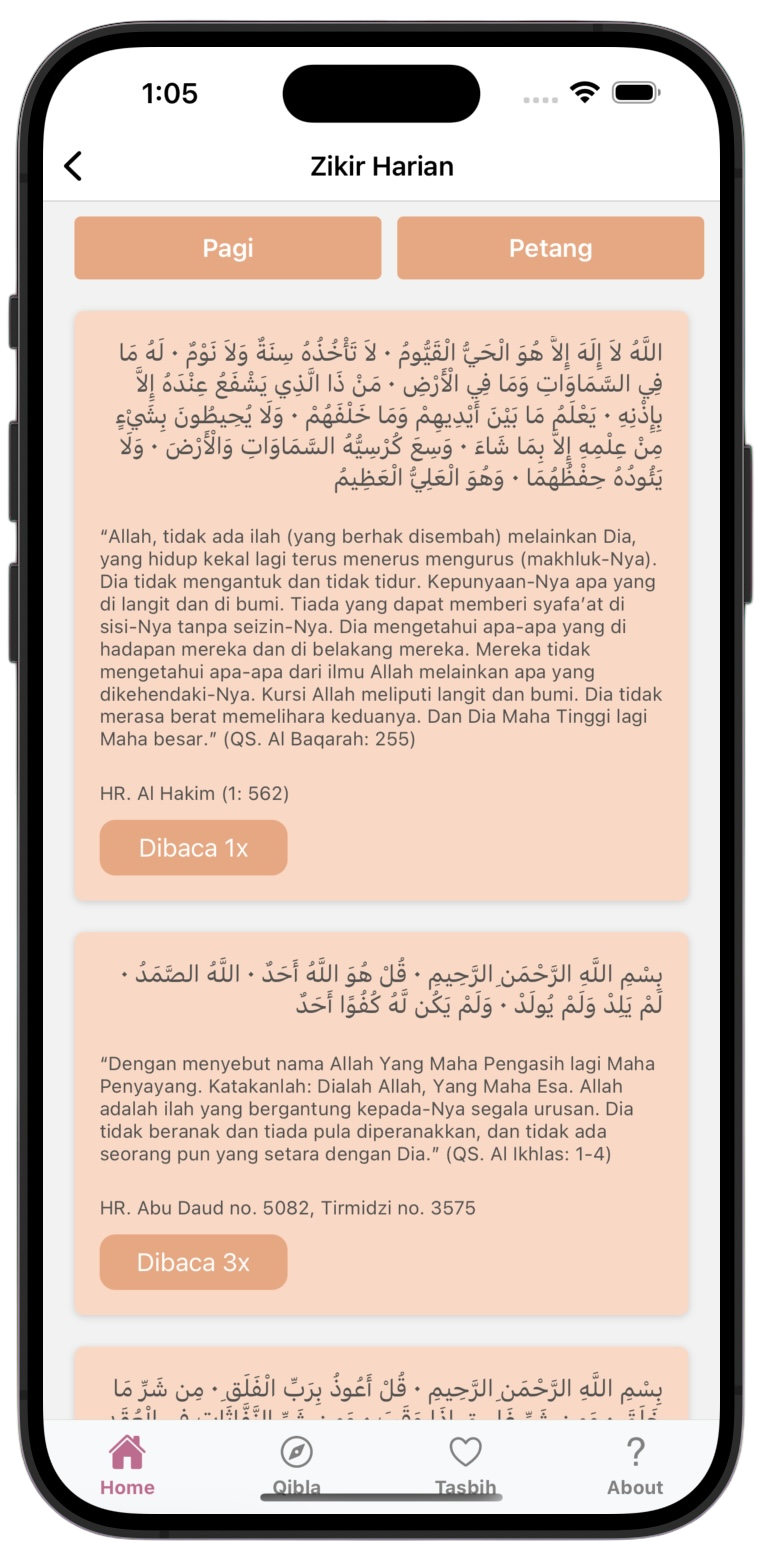 1:05
Zikir Harian
Pagi
Petang
اللَّهُ لاَ إِلَهَ إِلاَّ هُوَ الْحَيُّ الْقَيُّومُ · لاَ تَأْخُذُهُ سِنَةٌ وَلاَ نَوْمٌ · لَهُ مَا
فِي السَّمَاوَاتِ وَمَا فِي الْأَرْضِ · مَنْ ذَا الَّذِي يَشْفَعُ عِنْدَهُ إِلاَّ
بِإِذْنِهِ · يَعْلَمُ مَا بَيْنَ أَيْدِيهِمْ وَمَا خَلْفَهُمْ · وَلَا يُحِيطُونَ بِشَيْءٍ
مِنْ عِلْمِهِ إِلاَّ بِمَا شَاءَ · وَسِعَ كُرْسِيُّهُ السَّمَاوَاتِ وَالْأَرْضَ · وَلَا
يَئُودُهُ حِفْظُهُمَا · وَهُوَ الْعَلِيُّ الْعَظِيمُ
“Allah, tidak ada ilah (yang berhak disembah) melainkan Dia,
yang hidup kekal lagi terus menerus mengurus (makhluk-Nya).
Dia tidak mengantuk dan tidak tidur. Kepunyaan-Nya apa yang
di langit dan di bumi. Tiada yang dapat memberi syafa’at di
sisi-Nya tanpa seizin-Nya. Dia mengetahui apa-apa yang di
hadapan mereka dan di belakang mereka. Mereka tidak
mengetahui apa-apa dari ilmu Allah melainkan apa yang
dikehendaki-Nya. Kursi Allah meliputi langit dan bumi. Dia tidak
merasa berat memelihara keduanya. Dan Dia Maha Tinggi lagi
Maha besar.” (QS. Al Baqarah: 255)
HR. Al Hakim (1: 562)
Dibaca 1x
بِسْمِ اللَّهِ الرَّحْمَنِ الرَّحِيمِ · قُلْ هُوَ اللَّهُ أَحَدٌ · اللَّهُ الصَّمَدُ ·
لَمْ يَلِدْ وَلَمْ يُولَدْ · وَلَمْ يَكُن لَّهُ كُفُوًا أَحَدٌ
“Dengan menyebut nama Allah Yang Maha Pengasih lagi Maha
Penyayang. Katakanlah: Dialah Allah, Yang Maha Esa. Allah
adalah ilah yang bergantung kepada-Nya segala urusan. Dia
tidak beranak dan tiada pula diperanakkan, dan tidak ada
seorang pun yang setara dengan Dia.” (QS. Al Ikhlas: 1-4)
HR. Abu Daud no. 5082, Tirmidzi no. 3575
Dibaca 3x
بِسْمِ اللَّهِ الرَّحْمَنِ الرَّحِيمِ · قُلْ أَعُوذُ بِرَبِّ الْفَلَقِ · مِن شَرِّ مَا
Home
Qibla
Tasbih
About